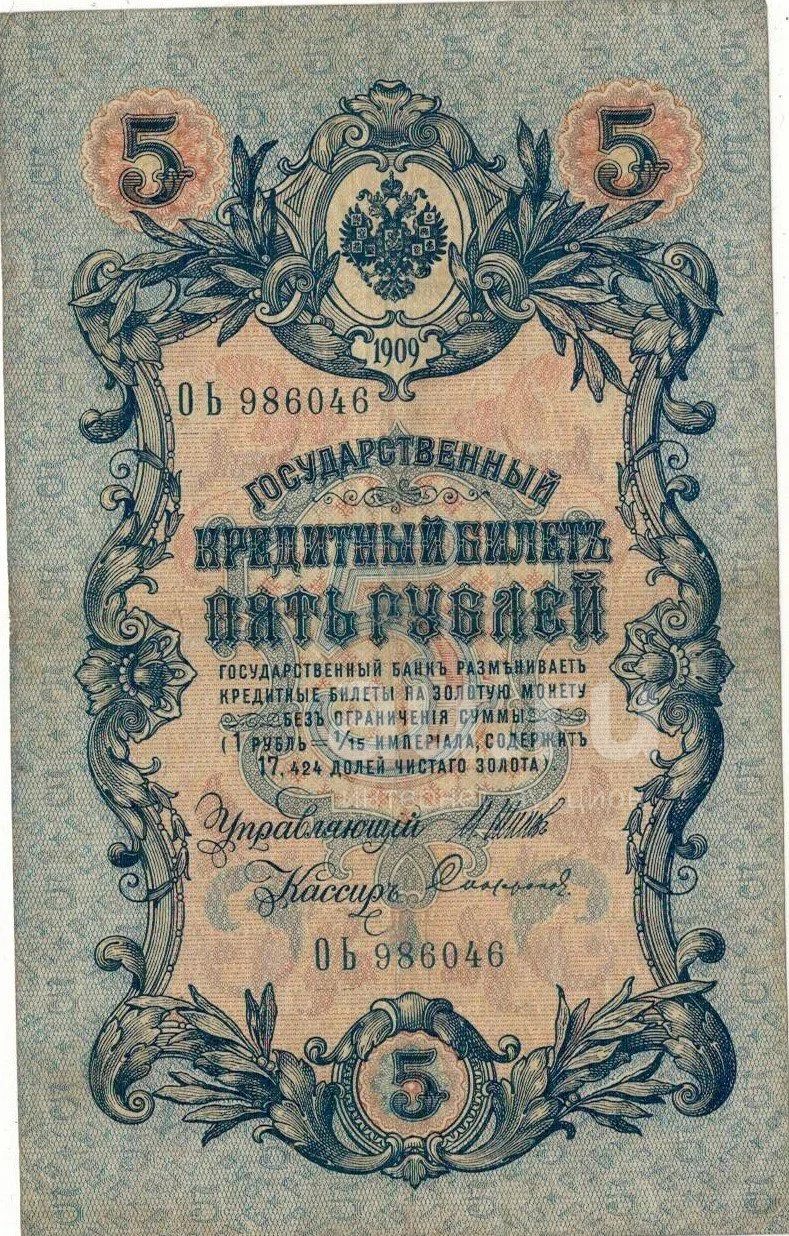 5 5
1909
ОЬ 986046
ГОСУДАРСТВЕННЫЙ
КРЕДИТНЫЙ БИЛЕТЪ
ПЯТЬ РУБЛЕЙ
ГОСУДАРСТВЕННЫЙ БАНКЪ РАЗМѢНИВАЕТЪ
КРЕДИТНЫЕ БИЛЕТЫ НА ЗОЛОТУЮ МОНЕТУ
БЕЗЪ ОГРАНИЧЕНІЯ СУММЫ
(1 РУБЛЬ = 1/15 ИМПЕРІАЛА, СОДЕРЖИТЪ
17,424 ДОЛЕЙ ЧИСТАГО ЗОЛОТА).
Управляющій
Кассиръ
ОЬ 986046
5